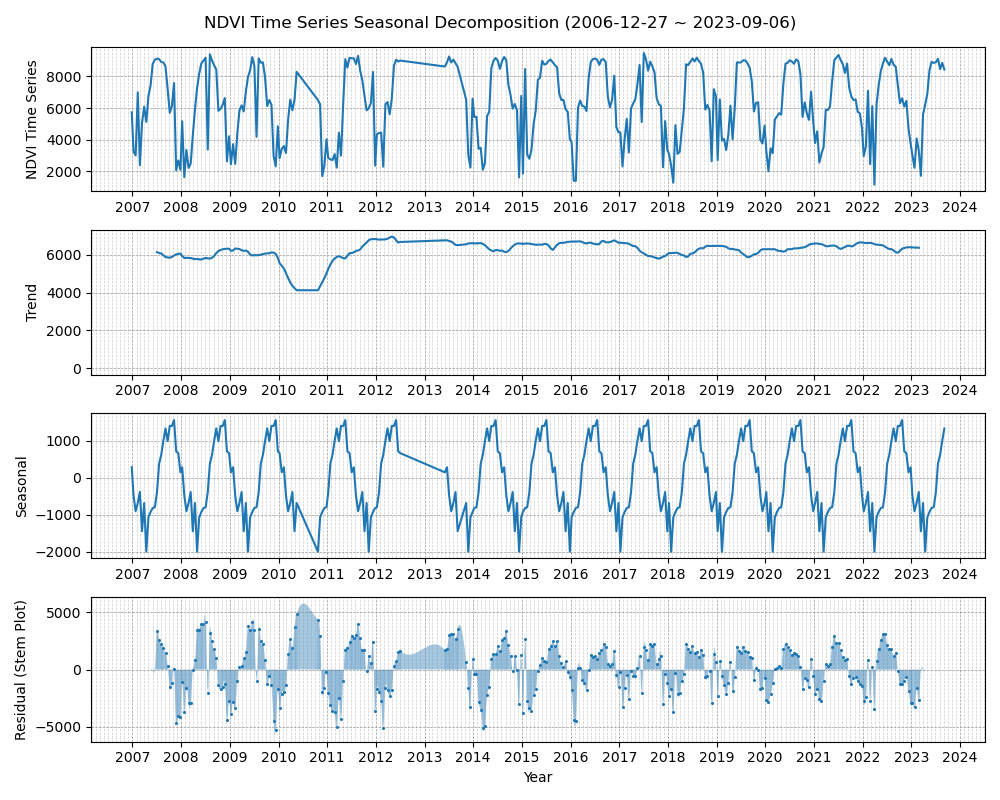 NDVI Time Series Seasonal Decomposition (2006-12-27 ~ 2023-09-06)
NDVI Time Series
8000
6000
4000
2000
2007 2008 2009 2010 2011 2012 2013 2014 2015 2016 2017 2018 2019 2020 2021 2022 2023 2024
Trend
6000
4000
2000
0
2007 2008 2009 2010 2011 2012 2013 2014 2015 2016 2017 2018 2019 2020 2021 2022 2023 2024
Seasonal
1000
0
−1000
−2000
2007 2008 2009 2010 2011 2012 2013 2014 2015 2016 2017 2018 2019 2020 2021 2022 2023 2024
Residual (Stem Plot)
5000
0
−5000
2007 2008 2009 2010 2011 2012 2013 2014 2015 2016 2017 2018 2019 2020 2021 2022 2023 2024
Year